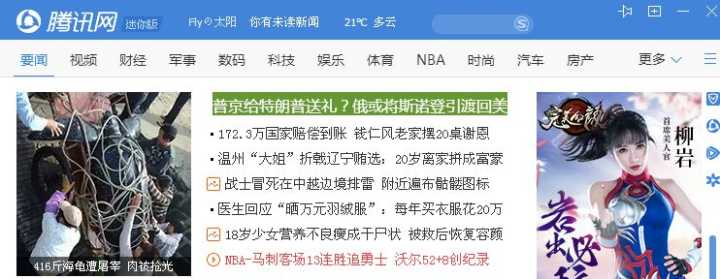 腾讯网 迷你版 Fly⊙太阳 你有未读新闻 21℃ 多云
要闻 视频 财经 军事 数码 科技 娱乐 体育 NBA 时尚 汽车 房产 更多
普京给特朗普送礼？俄或将斯诺登引渡回美
172.3万国家赔偿到账 钱仁风老家摆20桌谢恩
温州“大姐”折戟辽宁贿选：20岁离家拼成富豪
战士冒死在中越边境排雷 附近遍布骷髅图标
医生回应“晒万元羽绒服”：每年买衣服花20万
18岁少女营养不良瘦成干尸状 被救后恢复容颜
NBA-马刺客场13连胜追勇士 沃尔52+8创纪录
416斤海龟遭屠宰 肉被抢光
首席美人官
柳岩